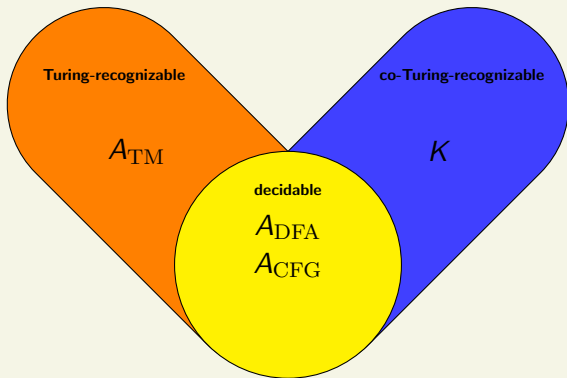 Turing-recognizable
co-Turing-recognizable
A_TM
K
decidable
A_DFA
A_CFG